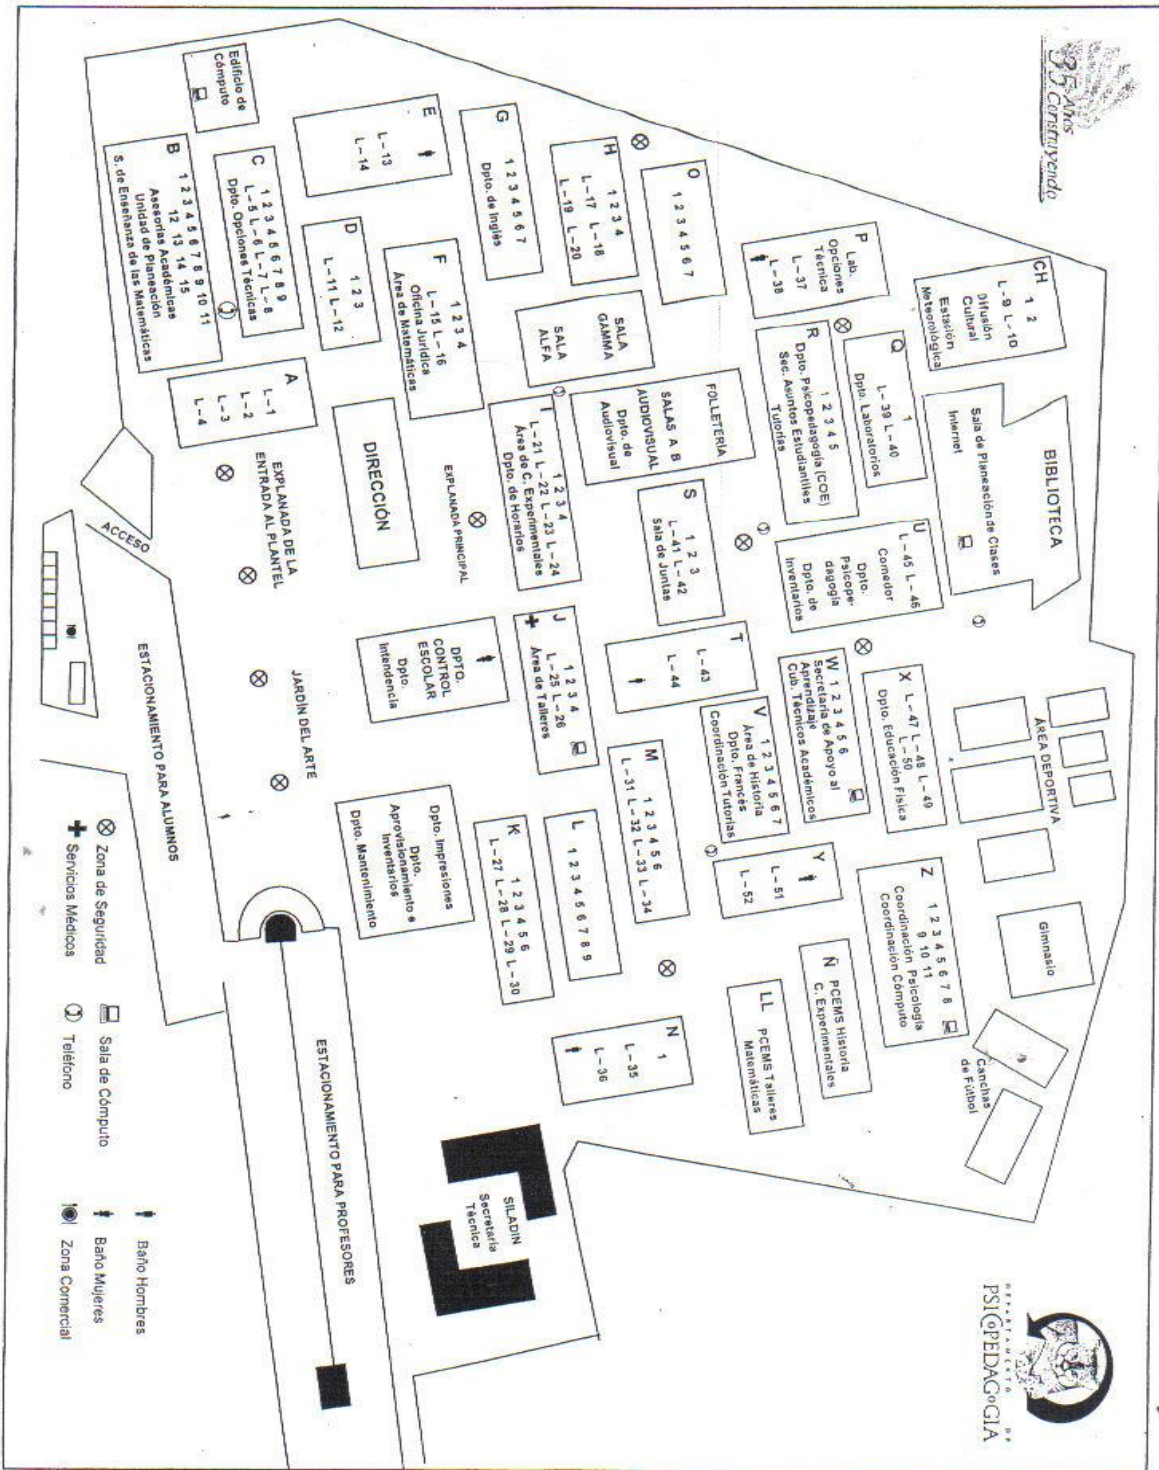 35 Años
Construyendo
DEPARTAMENTO DE
PSICOPEDAGOGIA
CH
1 2
L-9 L-10
Difusión
Cultural
Estación
Meteorológica
BIBLIOTECA
Sala de Planeación de Clases
Internet
ÁREA DEPORTIVA
Gimnasio
Canchas
de Fútbol
P
Lab.
Opciones
Técnica
L-37
L-38
Q
1
L-39 L-40
Dpto. Laboratorios
R
1 2 3 4 5
Dpto. Psicopedagogía (COE)
Sec. Asuntos Estudiantiles
Tutorías
U
L-45 L-46
Comedor
Dpto.
Psicope-
dagogía
Dpto. de
Inventarios
X
L-47 L-48 L-49
L-50
Dpto. Educación Física
W 1 2 3 4 5 6
Secretaría de Apoyo al
Aprendizaje
Cub. Técnicos Académicos
Z
1 2 3 4 5 6 7 8
9 10 11
Coordinación Psicología
Coordinación Cómputo
Ñ
PCEMS Historia
C. Experimentales
LL
PCEMS Talleres
Matemáticas
O
1 2 3 4 5 6 7
FOLLETERÍA
SALAS A B
AUDIOVISUAL
Dpto. de
Audiovisual
S
1 2 3
L-41 L-42
Sala de Juntas
T
L-43
L-44
V
1 2 3 4 5 6 7
Área de Historia
Dpto. Francés
Coordinación Tutorías
Y
L-51
L-52
H
1 2 3 4
L-17 L-18
L-19 L-20
SALA
GAMMA
SALA
ALFA
M
1 2 3 4 5 6
L-31 L-32 L-33 L-34
N
1
L-35
L-36
G
1 2 3 4 5 6 7
Dpto. de Inglés
I
1 2 3 4
L-21 L-22 L-23 L-24
Área de C. Experimentales
Dpto. de Horarios
J
1 2 3 4
L-25 L-26
Área de Talleres
L
1 2 3 4 5 6 7 8 9
K
1 2 3 4 5 6
L-27 L-28 L-29 L-30
SILADIN
Secretaría
Técnica
E
L-13
L-14
F
1 2 3 4
L-15 L-16
Oficina Jurídica
Área de Matemáticas
EXPLANADA PRINCIPAL
DPTO.
CONTROL
ESCOLAR
Dpto.
Intendencia
Dpto. Impresiones
Dpto.
Aprovisionamiento e
Inventarios
Dpto. Mantenimiento
D
1 2 3
L-11 L-12
DIRECCIÓN
Edificio de
Cómputo
C
1 2 3 4 5 6 7 8 9
L-5 L-6 L-7 L-8
Dpto. Opciones Técnicas
A
L-1
L-2
L-3
L-4
EXPLANADA DE LA
ENTRADA AL PLANTEL
JARDÍN DEL ARTE
ESTACIONAMIENTO PARA PROFESORES
B
1 2 3 4 5 6 7 8 9 10 11
12 13 14 15
Asesorías Académicas
Unidad de Planeación
S. de Enseñanza de las Matemáticas
ACCESO
ESTACIONAMIENTO PARA ALUMNOS
Zona de Seguridad
Servicios Médicos
Sala de Cómputo
Teléfono
Baño Hombres
Baño Mujeres
Zona Comercial